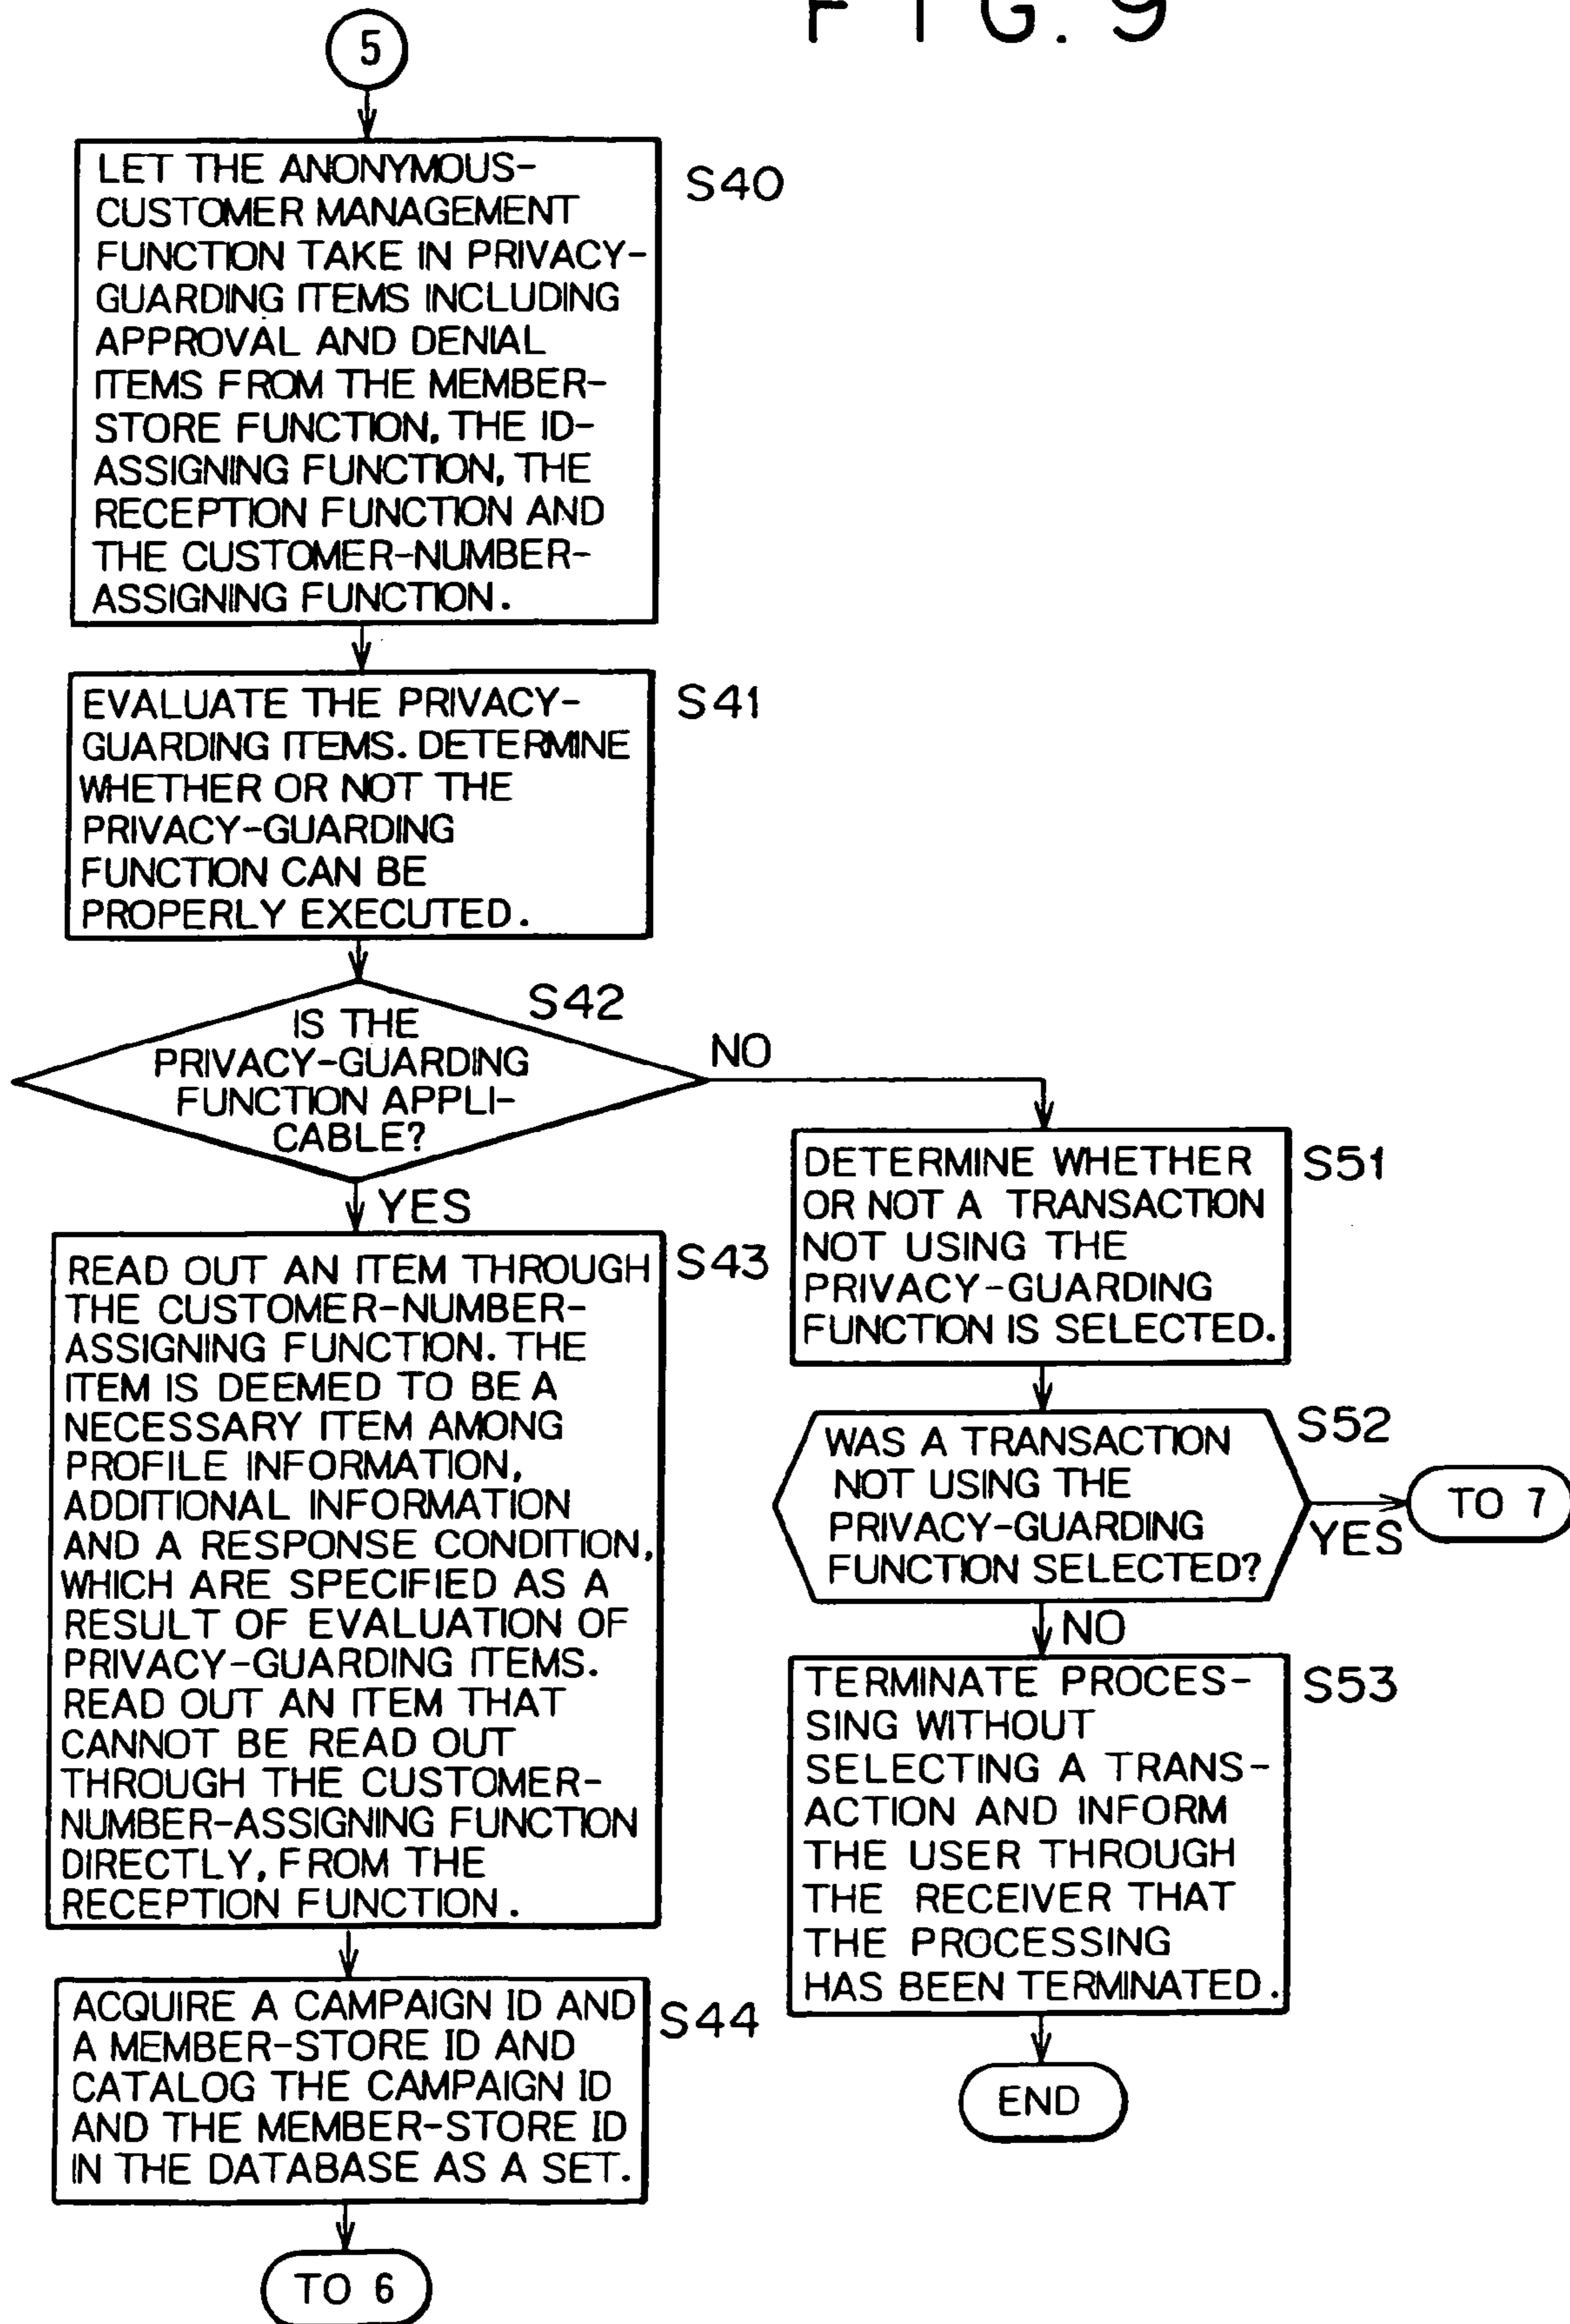 FIG. 9
5
LET THE ANONYMOUS-
CUSTOMER MANAGEMENT
FUNCTION TAKE IN PRIVACY-
GUARDING ITEMS INCLUDING
APPROVAL AND DENIAL
ITEMS FROM THE MEMBER-
STORE FUNCTION, THE ID-
ASSIGNING FUNCTION, THE
RECEPTION FUNCTION AND
THE CUSTOMER-NUMBER-
ASSIGNING FUNCTION.
S40
EVALUATE THE PRIVACY-
GUARDING ITEMS. DETERMINE
WHETHER OR NOT THE
PRIVACY-GUARDING
FUNCTION CAN BE
PROPERLY EXECUTED.
S41
IS THE
PRIVACY-GUARDING
FUNCTION APPLI-
CABLE?
S42
NO
YES
READ OUT AN ITEM THROUGH
THE CUSTOMER-NUMBER-
ASSIGNING FUNCTION. THE
ITEM IS DEEMED TO BE A
NECESSARY ITEM AMONG
PROFILE INFORMATION,
ADDITIONAL INFORMATION
AND A RESPONSE CONDITION,
WHICH ARE SPECIFIED AS A
RESULT OF EVALUATION OF
PRIVACY-GUARDING ITEMS.
READ OUT AN ITEM THAT
CANNOT BE READ OUT
THROUGH THE CUSTOMER-
NUMBER-ASSIGNING FUNCTION
DIRECTLY, FROM THE
RECEPTION FUNCTION.
S43
ACQUIRE A CAMPAIGN ID AND
A MEMBER-STORE ID AND
CATALOG THE CAMPAIGN ID
AND THE MEMBER-STORE ID
IN THE DATABASE AS A SET.
S44
TO 6
DETERMINE WHETHER
OR NOT A TRANSACTION
NOT USING THE
PRIVACY-GUARDING
FUNCTION IS SELECTED.
S51
WAS A TRANSACTION
NOT USING THE
PRIVACY-GUARDING
FUNCTION SELECTED?
S52
YES
TO 7
NO
TERMINATE PROCES-
SING WITHOUT
SELECTING A TRANS-
ACTION AND INFORM
THE USER THROUGH
THE RECEIVER THAT
THE PROCESSING
HAS BEEN TERMINATED.
S53
END